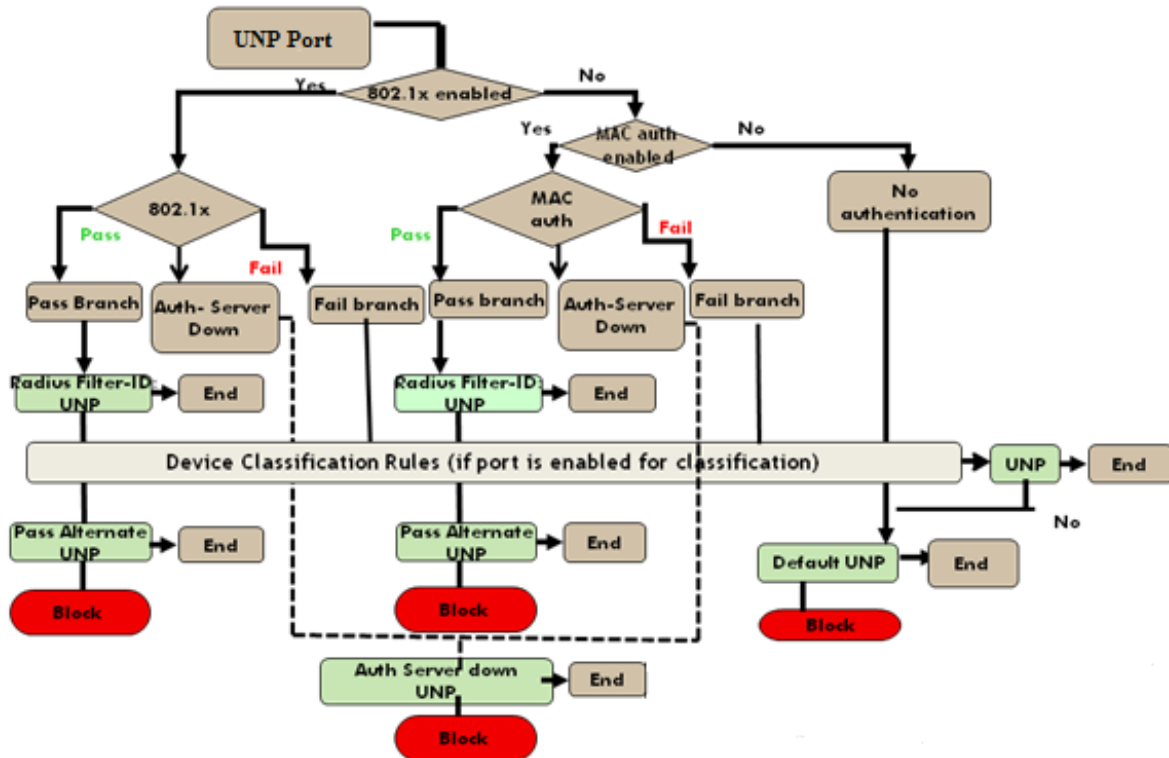 UNP Port
Yes
802.1x enabled
No
Yes
MAC auth
enabled
No
802.1x
MAC
auth
No
authentication
Pass
Fail
Pass
Fail
Pass Branch
Auth- Server
Down
Fail branch
Pass branch
Auth-Server
Down
Fail branch
Radius Filter-ID:
UNP
End
Radius Filter-ID:
UNP
End
Device Classification Rules (if port is enabled for classification)
UNP
End
No
Pass Alternate
UNP
End
Pass Alternate
UNP
End
Default UNP
End
Block
Block
Block
Auth Server down
UNP
End
Block